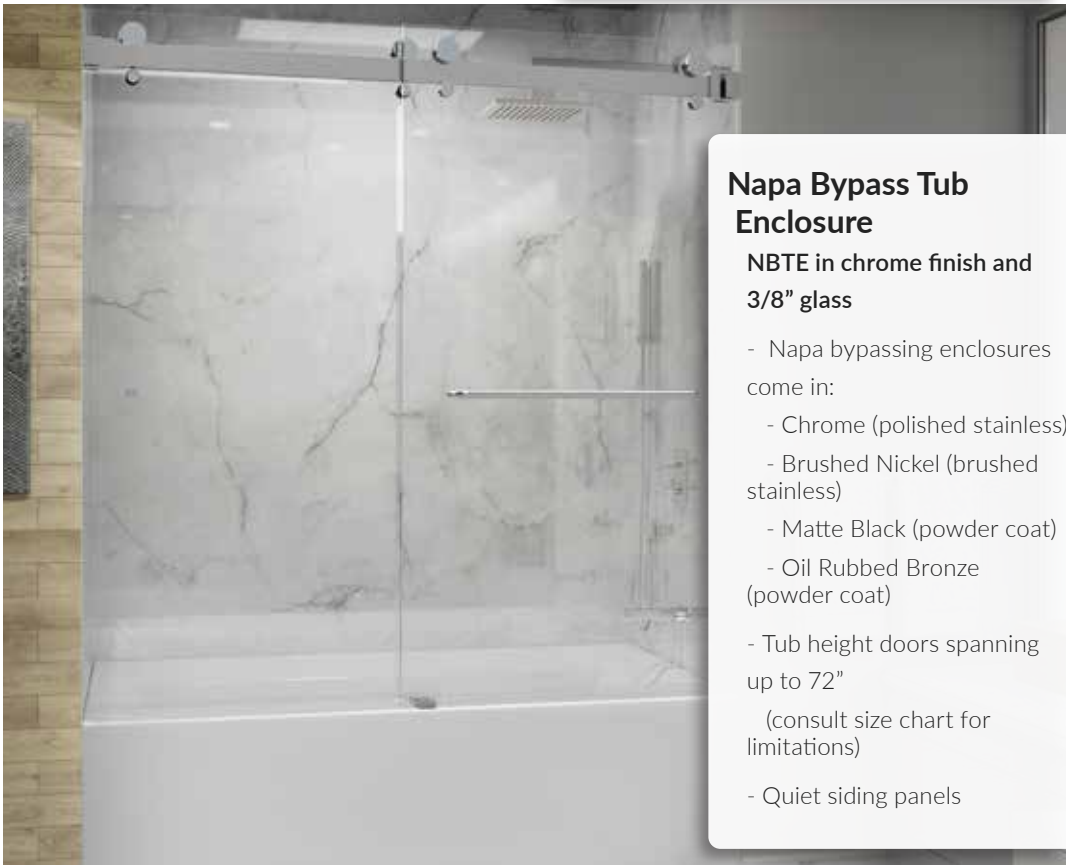 Napa Bypass Tub
Enclosure
NBTE in chrome finish and
3/8” glass
- Napa bypassing enclosures
come in:
- Chrome (polished stainless)
- Brushed Nickel (brushed
stainless)
- Matte Black (powder coat)
- Oil Rubbed Bronze
(powder coat)
- Tub height doors spanning
up to 72”
(consult size chart for
limitations)
- Quiet siding panels